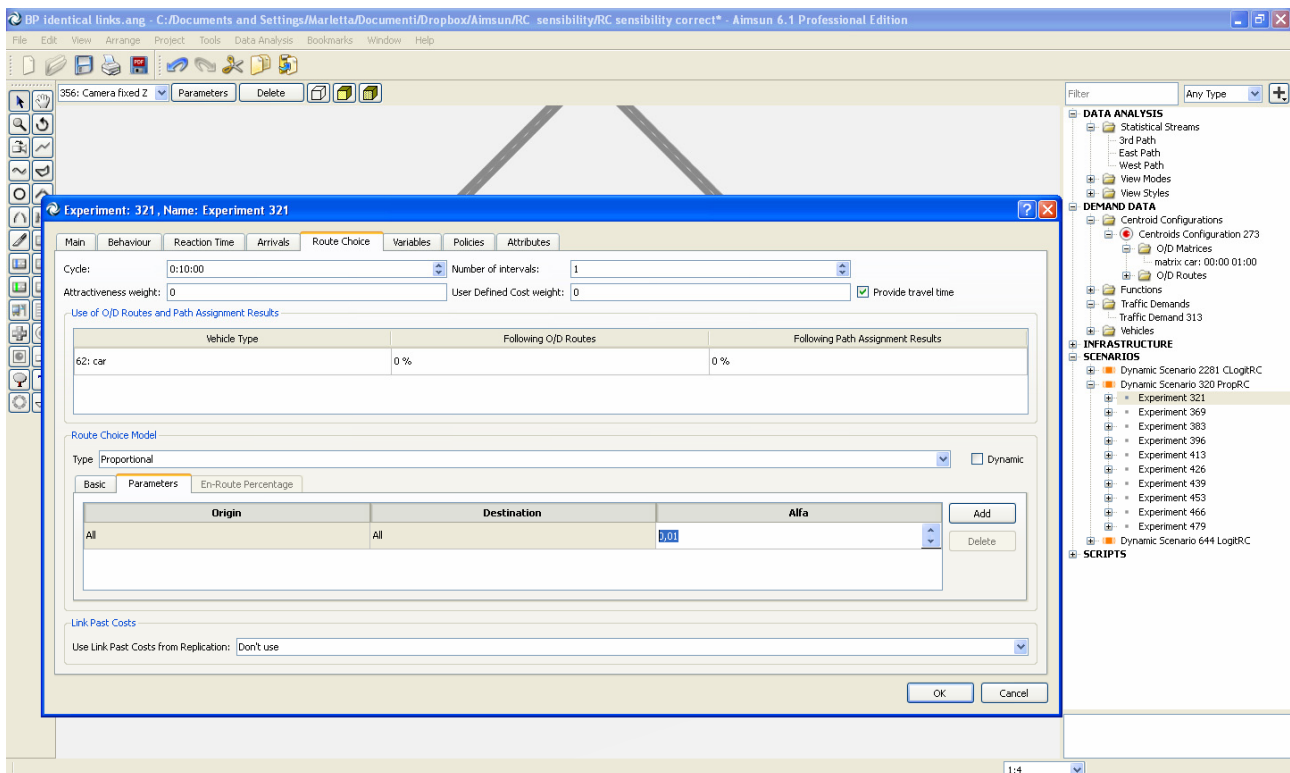 BP identical links.ang - C:/Documents and Settings/Marletta/Documenti/Dropbox/Aimsun/RC sensibility/RC sensibility correct* - Aimsun 6.1 Professional Edition
File Edit View Arrange Project Tools Data Analysis Bookmarks Window Help
356: Camera fixed Z Parameters Delete
Filter Any Type
DATA ANALYSIS
Statistical Streams
3rd Path
East Path
West Path
View Modes
View Styles
DEMAND DATA
Centroid Configurations
Centroids Configuration 273
O/D Matrices
matrix car: 00:00 01:00
O/D Routes
Functions
Traffic Demands
Traffic Demand 313
Vehicles
INFRASTRUCTURE
SCENARIOS
Dynamic Scenario 2281 CLogitRC
Dynamic Scenario 320 PropRC
Experiment 321
Experiment 369
Experiment 383
Experiment 396
Experiment 413
Experiment 426
Experiment 439
Experiment 453
Experiment 466
Experiment 479
Dynamic Scenario 644 LogitRC
SCRIPTS
Experiment: 321, Name: Experiment 321
Main Behaviour Reaction Time Arrivals Route Choice Variables Policies Attributes
Cycle: 0:10:00 Number of intervals: 1
Attractiveness weight: 0 User Defined Cost weight: 0 Provide travel time
Use of O/D Routes and Path Assignment Results
Vehicle Type Following O/D Routes Following Path Assignment Results
62: car 0 % 0 %
Route Choice Model
Type Proportional Dynamic
Basic Parameters En-Route Percentage
Origin Destination Alfa Add
All All 0,01 Delete
Link Past Costs
Use Link Past Costs from Replication: Don't use
OK Cancel
1:4